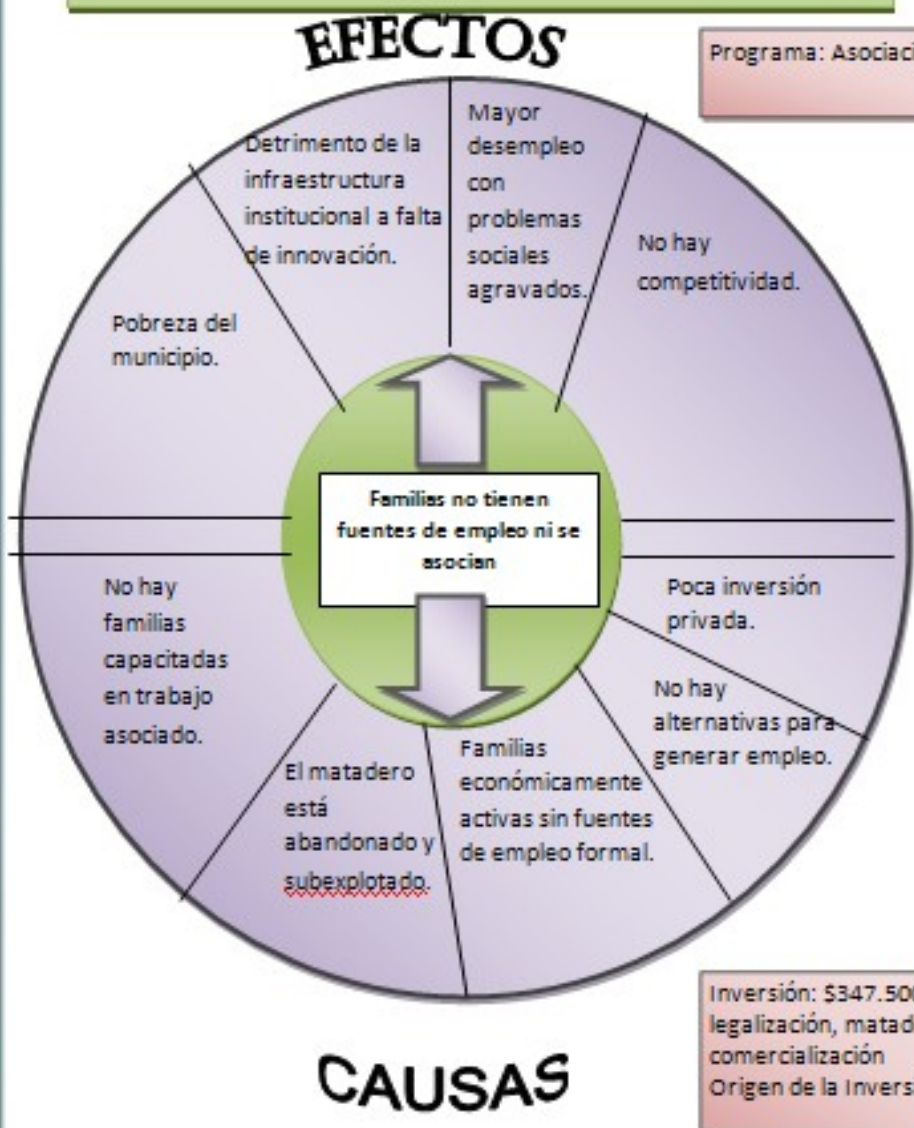 EFECTOS
Programa: Asociaci
Detrimento de la
infraestructura
institucional a falta
de innovación.
Mayor
desempleo
con
problemas
sociales
agravados.
No hay
competitividad.
Pobreza del
municipio.
Familias no tienen
fuentes de empleo ni se
asocian
No hay
familias
capacitadas
en trabajo
asociado.
El matadero
está
abandonado y
subexplotado.
Familias
económicamente
activas sin fuentes
de empleo formal.
No hay
alternativas para
generar empleo.
Poca inversión
privada.
Inversión: $347.500
legalización, matad
comercialización
Origen de la Invers
CAUSAS